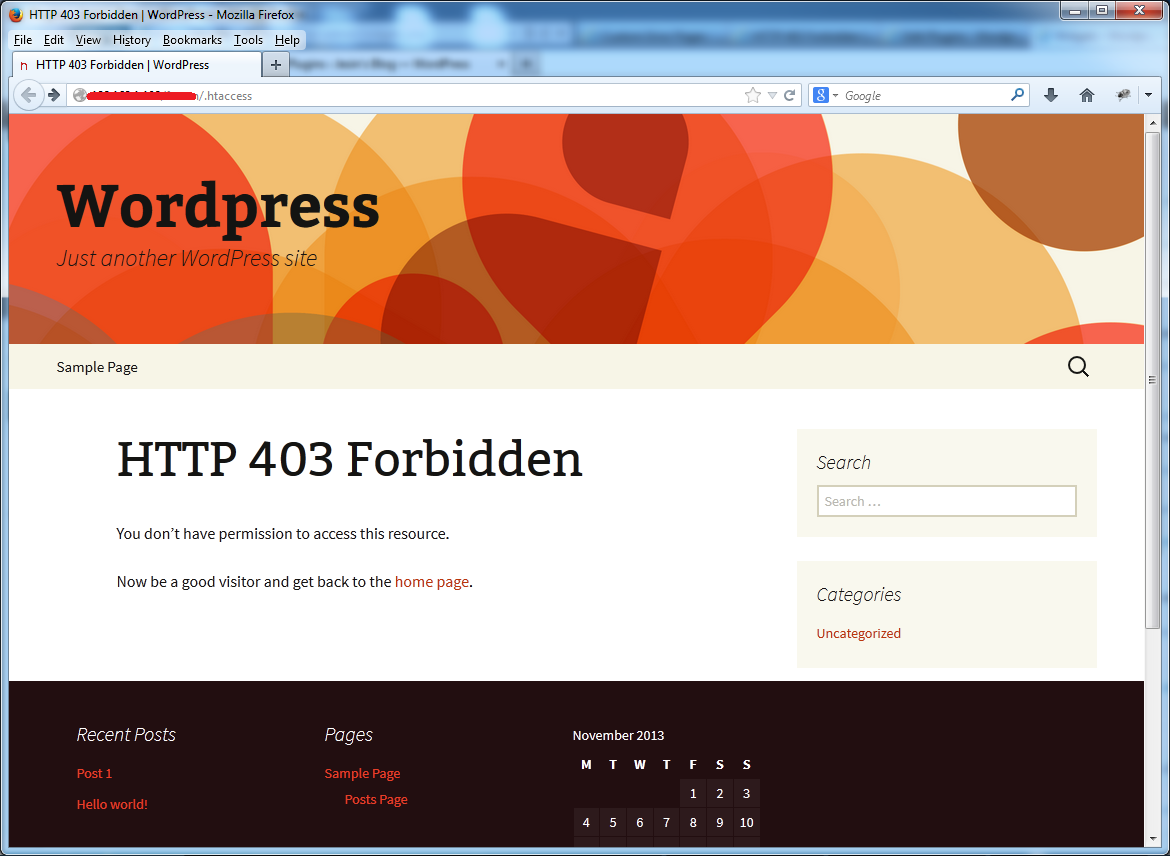 HTTP 403 Forbidden | WordPress - Mozilla Firefox
File Edit View History Bookmarks Tools Help
HTTP 403 Forbidden | WordPress
/.htaccess
Google
Wordpress
Just another WordPress site
Sample Page
HTTP 403 Forbidden
You don’t have permission to access this resource.
Now be a good visitor and get back to the home page.
Search
Search …
Categories
Uncategorized
Recent Posts
Post 1
Hello world!
Pages
Sample Page
Posts Page
November 2013
M T W T F S S
1 2 3
4 5 6 7 8 9 10